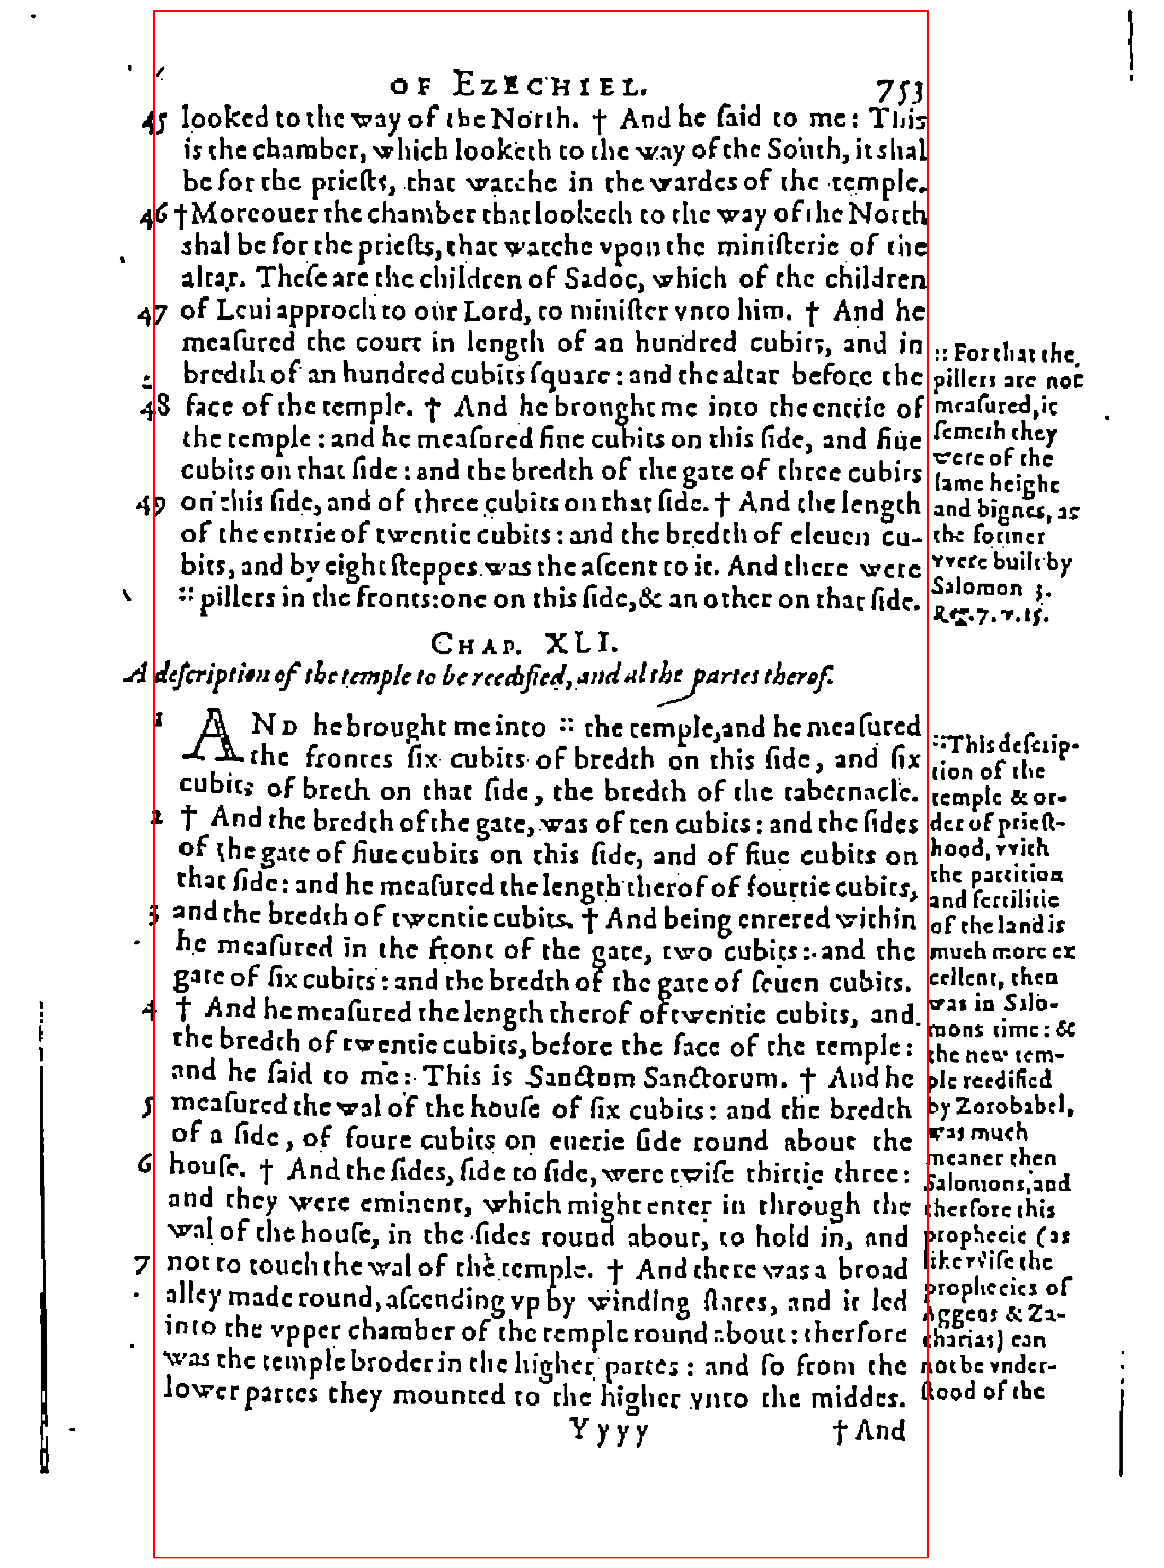 OF EZECHIEL. 753
45 looked to the way of the North. † And he ſaid to me: This
is the chamber, which looketh to the way of the South, it shal
be for the prieſts, that watche in the wardes of the temple.
46 † Moreouer the chamber that looketh to the way of the North
shal be for the prieſts, that watche vpon the miniſterie of the
altar. Theſe are the children of Sadoc, which of the children
47 of Leui approch to our Lord, to miniſter vnto him. † And he
meaſured the court in length of an hundred cubits, and in
bredth of an hundred cubits ſquare: and the altar before the
48 face of the temple. † And he brought me into the entrie of
the temple: and he meaſured fiue cubits on this ſide, and fiue
cubits on that ſide: and the bredth of the gate of three cubits
49 on this ſide, and of three cubits on that ſide. † And the length
of the entrie of twentie cubits: and the bredth of eleuen cu-
bits, and by eight ſteppes was the aſcent to it. And there were
:: pillers in the fronts: one on this ſide, & an other on that ſide.
:: For that the
pillers are not
meaſured, it
ſemeth they
were of the
ſame heighe
and bignes, as
the former
were built by
Salomon 3.
Reg. 7. v. 15.
CHAP. XLI.
A deſcription of the temple to be reedified, and al the partes therof.
1 AND he brought me into :: the temple, and he meaſured
the frontes ſix cubits of bredth on this ſide, and ſix
cubits of breth on that ſide, the bredth of the tabernacle.
2 † And the bredth of the gate, was of ten cubits: and the ſides
of the gate of fiue cubits on this ſide, and of fiue cubits on
that ſide: and he meaſured the length therof of fourtie cubits,
3 and the bredth of twentie cubits. † And being entered within
he meaſured in the front of the gate, two cubits: and the
gate of ſix cubits: and the bredth of the gate of ſeuen cubits.
4 † And he meaſured the length therof of twentie cubits, and
the bredth of twentie cubits, before the face of the temple:
and he ſaid to me: This is Sanctum Sanctorum. † And he
5 meaſured the wal of the houſe of ſix cubits: and the bredth
of a ſide, of foure cubits on euerie ſide round about the
6 houſe. † And the ſides, ſide to ſide, were twiſe thirtie three:
and they were eminent, which might enter in through the
wal of the houſe, in the ſides round about, to hold in, and
7 not to touch the wal of the temple. † And there was a broad
alley made round, aſcending vp by winding ſtares, and it led
into the vpper chamber of the temple round about: therfore
was the temple broder in the higher partes: and ſo from the
lower partes they mounted to the higher vnto the middes.
:: This deſcrip-
tion of the
temple & or-
der of prieſt-
hood, with
the partition
and fertilitie
of the land is
much more ex
cellent, then
was in Salo-
mons time: &
the new tem-
ple reedified
by Zorobabel,
was much
meaner then
Salomons, and
therfore this
prophecie (as
likewiſe the
prophecies of
Aggeus & Za-
charias) can
not be vnder-
ſtood of the
Yyyy † And